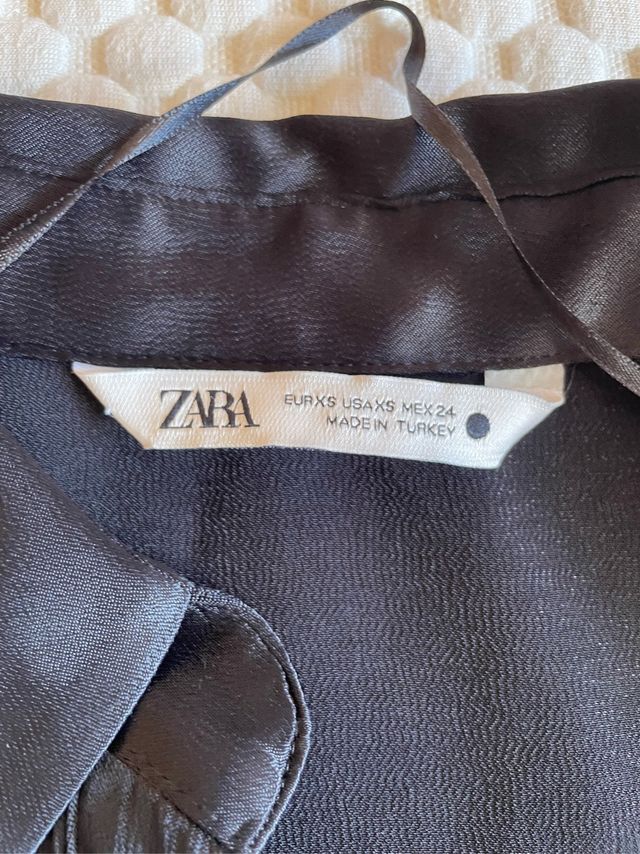 ZARA
EUR XS USA XS MEX 24
MADE IN TURKEY